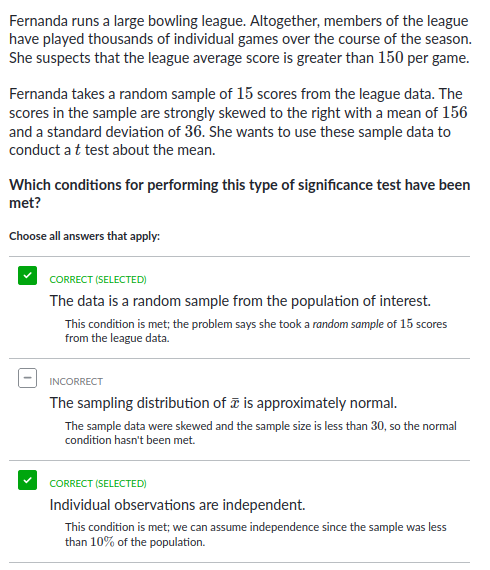 Fernanda runs a large bowling league. Altogether, members of the league
have played thousands of individual games over the course of the season.
She suspects that the league average score is greater than 150 per game.
Fernanda takes a random sample of 15 scores from the league data. The
scores in the sample are strongly skewed to the right with a mean of 156
and a standard deviation of 36. She wants to use these sample data to
conduct a t test about the mean.
Which conditions for performing this type of significance test have been
met?
Choose all answers that apply:
CORRECT (SELECTED)
The data is a random sample from the population of interest.
This condition is met; the problem says she took a random sample of 15 scores
from the league data.
INCORRECT
The sampling distribution of x̄ is approximately normal.
The sample data were skewed and the sample size is less than 30, so the normal
condition hasn't been met.
CORRECT (SELECTED)
Individual observations are independent.
This condition is met; we can assume independence since the sample was less
than 10% of the population.